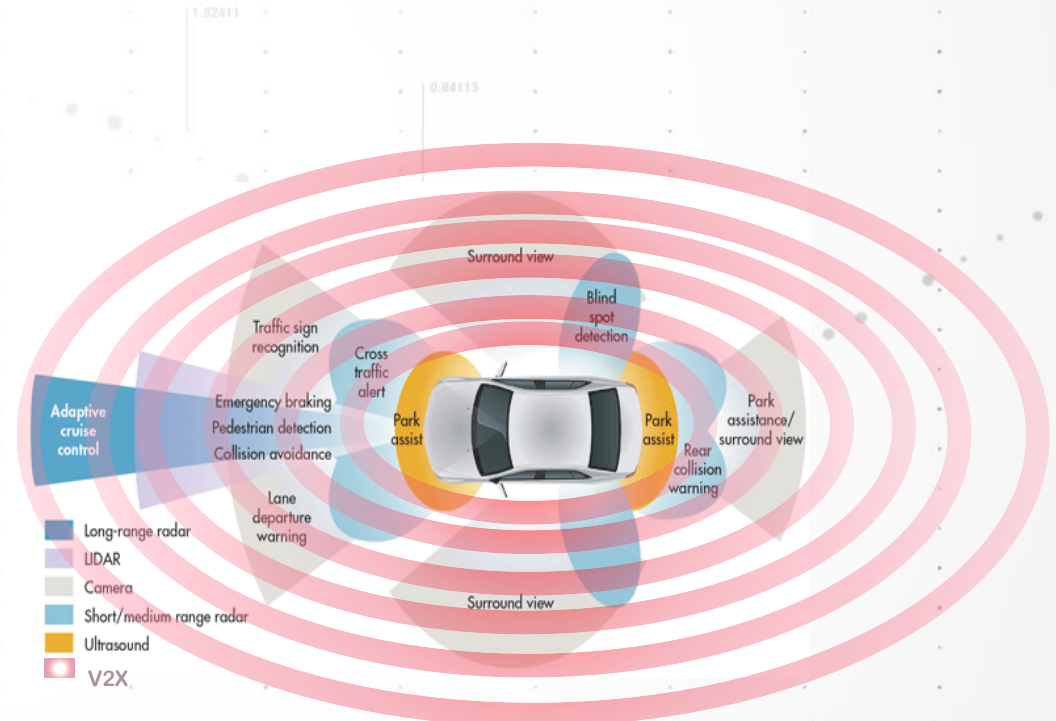 1.02411
0.84113
Surround view
Blind
spot
detection
Traffic sign
recognition
Cross
traffic
alert
Adaptive
cruise
control
Emergency braking
Pedestrian detection
Collision avoidance
Park
assist
Park
assist
Park
assistance/
surround view
Rear
collision
warning
Lane
departure
warning
Surround view
Long-range radar
LIDAR
Camera
Short/medium range radar
Ultrasound
V2X